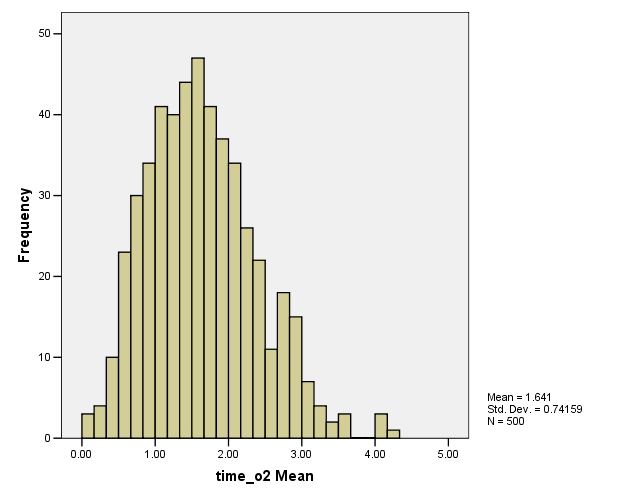 50
40
30
20
10
0
Frequency
0.00 1.00 2.00 3.00 4.00 5.00
time_o2 Mean
Mean = 1.641
Std. Dev. = 0.74159
N = 500